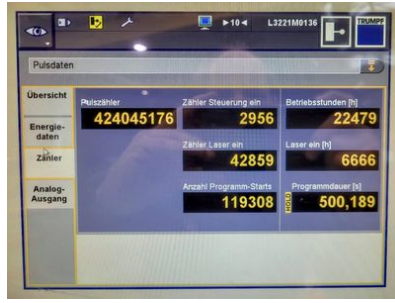 ►10◄ L3221M0136 TRUMPF
Pulsdaten
Übersicht
Energie-
daten
Zähler
Analog-
Ausgang
Pulszähler
424045176
Zähler Steuerung ein
2956
Betriebsstunden [h]
22479
Zähler Laser ein
42859
Laser ein [h]
6666
Anzahl Programm-Starts
119308
Programmdauer [s]
HOLD
500,189